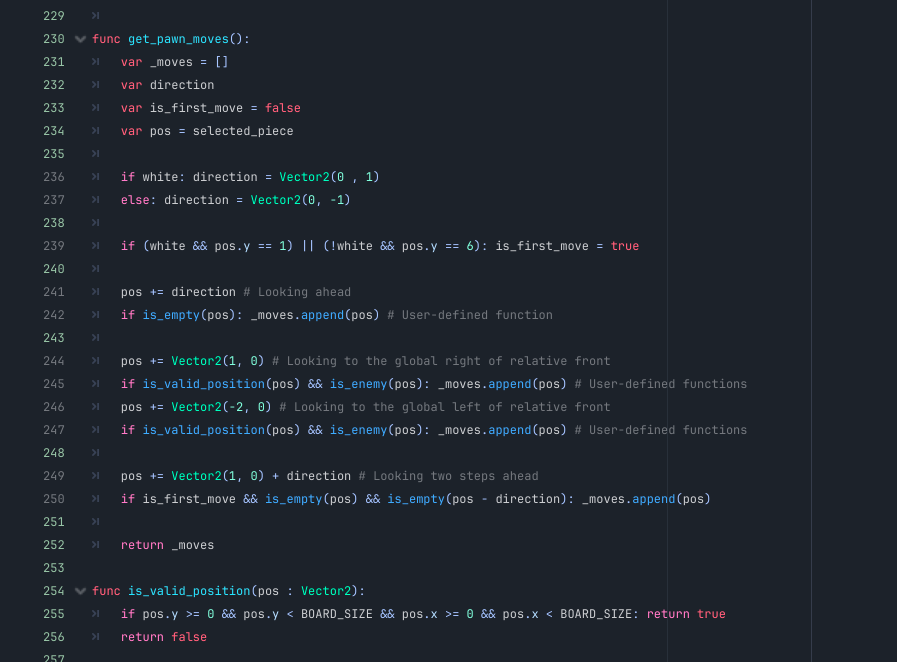 229
230 func get_pawn_moves():
231 var _moves = []
232 var direction
233 var is_first_move = false
234 var pos = selected_piece
235
236 if white: direction = Vector2(0 , 1)
237 else: direction = Vector2(0, -1)
238
239 if (white && pos.y == 1) || (!white && pos.y == 6): is_first_move = true
240
241 pos += direction # Looking ahead
242 if is_empty(pos): _moves.append(pos) # User-defined function
243
244 pos += Vector2(1, 0) # Looking to the global right of relative front
245 if is_valid_position(pos) && is_enemy(pos): _moves.append(pos) # User-defined functions
246 pos += Vector2(-2, 0) # Looking to the global left of relative front
247 if is_valid_position(pos) && is_enemy(pos): _moves.append(pos) # User-defined functions
248
249 pos += Vector2(1, 0) + direction # Looking two steps ahead
250 if is_first_move && is_empty(pos) && is_empty(pos - direction): _moves.append(pos)
251
252 return _moves
253
254 func is_valid_position(pos : Vector2):
255 if pos.y >= 0 && pos.y < BOARD_SIZE && pos.x >= 0 && pos.x < BOARD_SIZE: return true
256 return false
257